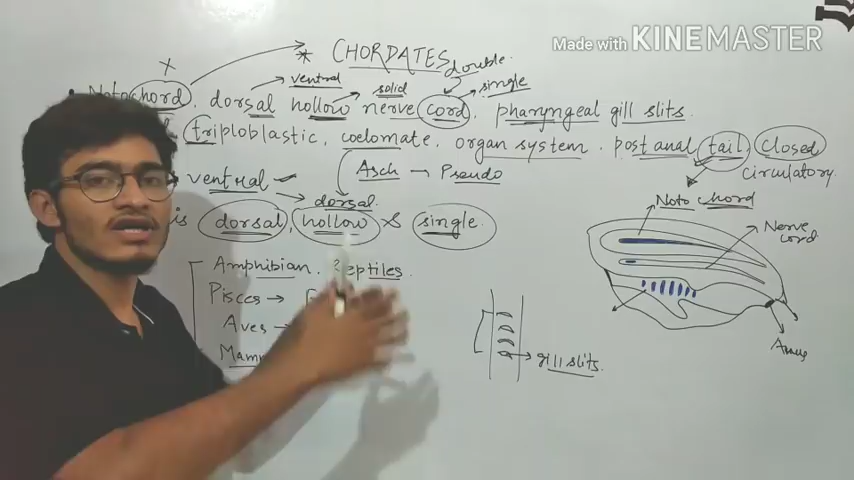 Made with KINEMASTER
* CHORDATES
double
ventral solid single
Notochord, dorsal hollow nerve cord, pharyngeal gill slits
triploblastic, coelomate, organ system, post anal tail, closed
circulatory
Asch → Pseudo
ventral
dorsal
is dorsal, hollow & single
Noto chord
Nerve cord
Amphibian, Reptiles
Pisces →
Aves →
gill slits
Anus